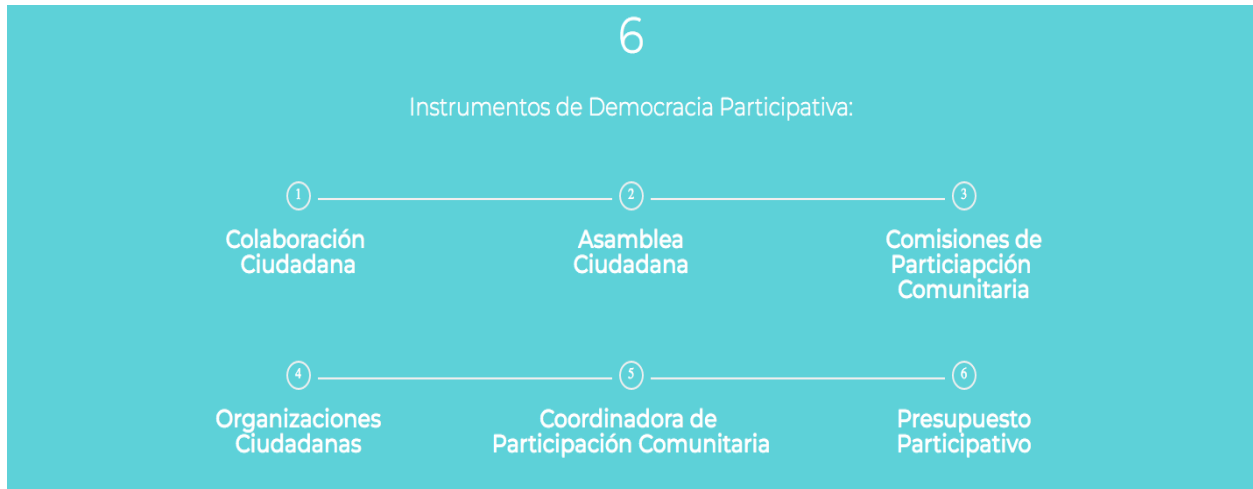 6
Instrumentos de Democracia Participativa:
1
2
3
Colaboración
Ciudadana
Asamblea
Ciudadana
Comisiones de
Particiapción
Comunitaria
4
5
6
Organizaciones
Ciudadanas
Coordinadora de
Participación Comunitaria
Presupuesto
Participativo